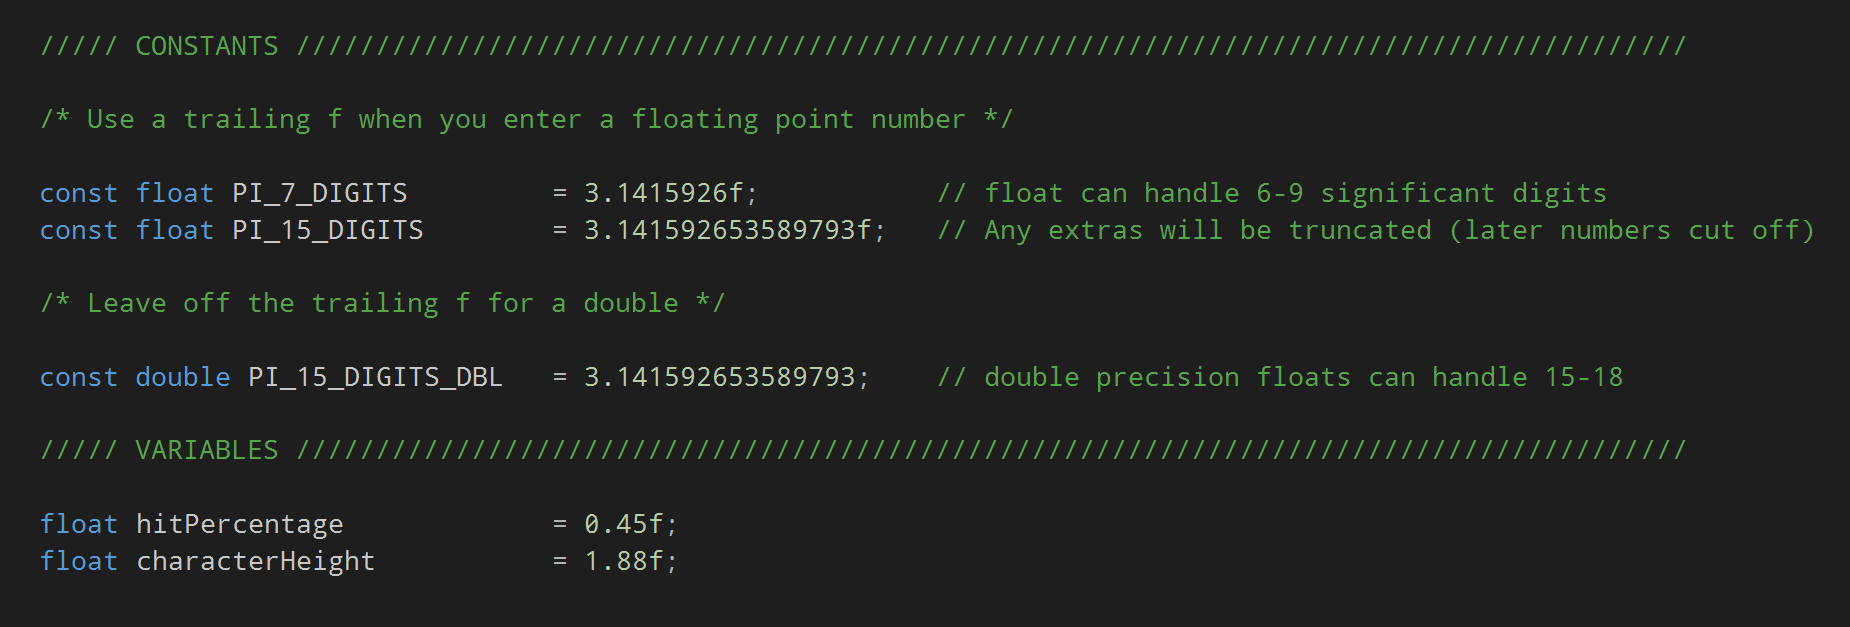 ///// CONSTANTS ///////////////////////////////////////////////////////////////////////////////////////
/* Use a trailing f when you enter a floating point number */
const float PI_7_DIGITS         = 3.1415926f;           // float can handle 6-9 significant digits
const float PI_15_DIGITS        = 3.141592653589793f;   // Any extras will be truncated (later numbers cut off)
/* Leave off the trailing f for a double */
const double PI_15_DIGITS_DBL   = 3.141592653589793;    // double precision floats can handle 15-18
///// VARIABLES ///////////////////////////////////////////////////////////////////////////////////////
float hitPercentage             = 0.45f;
float characterHeight           = 1.88f;